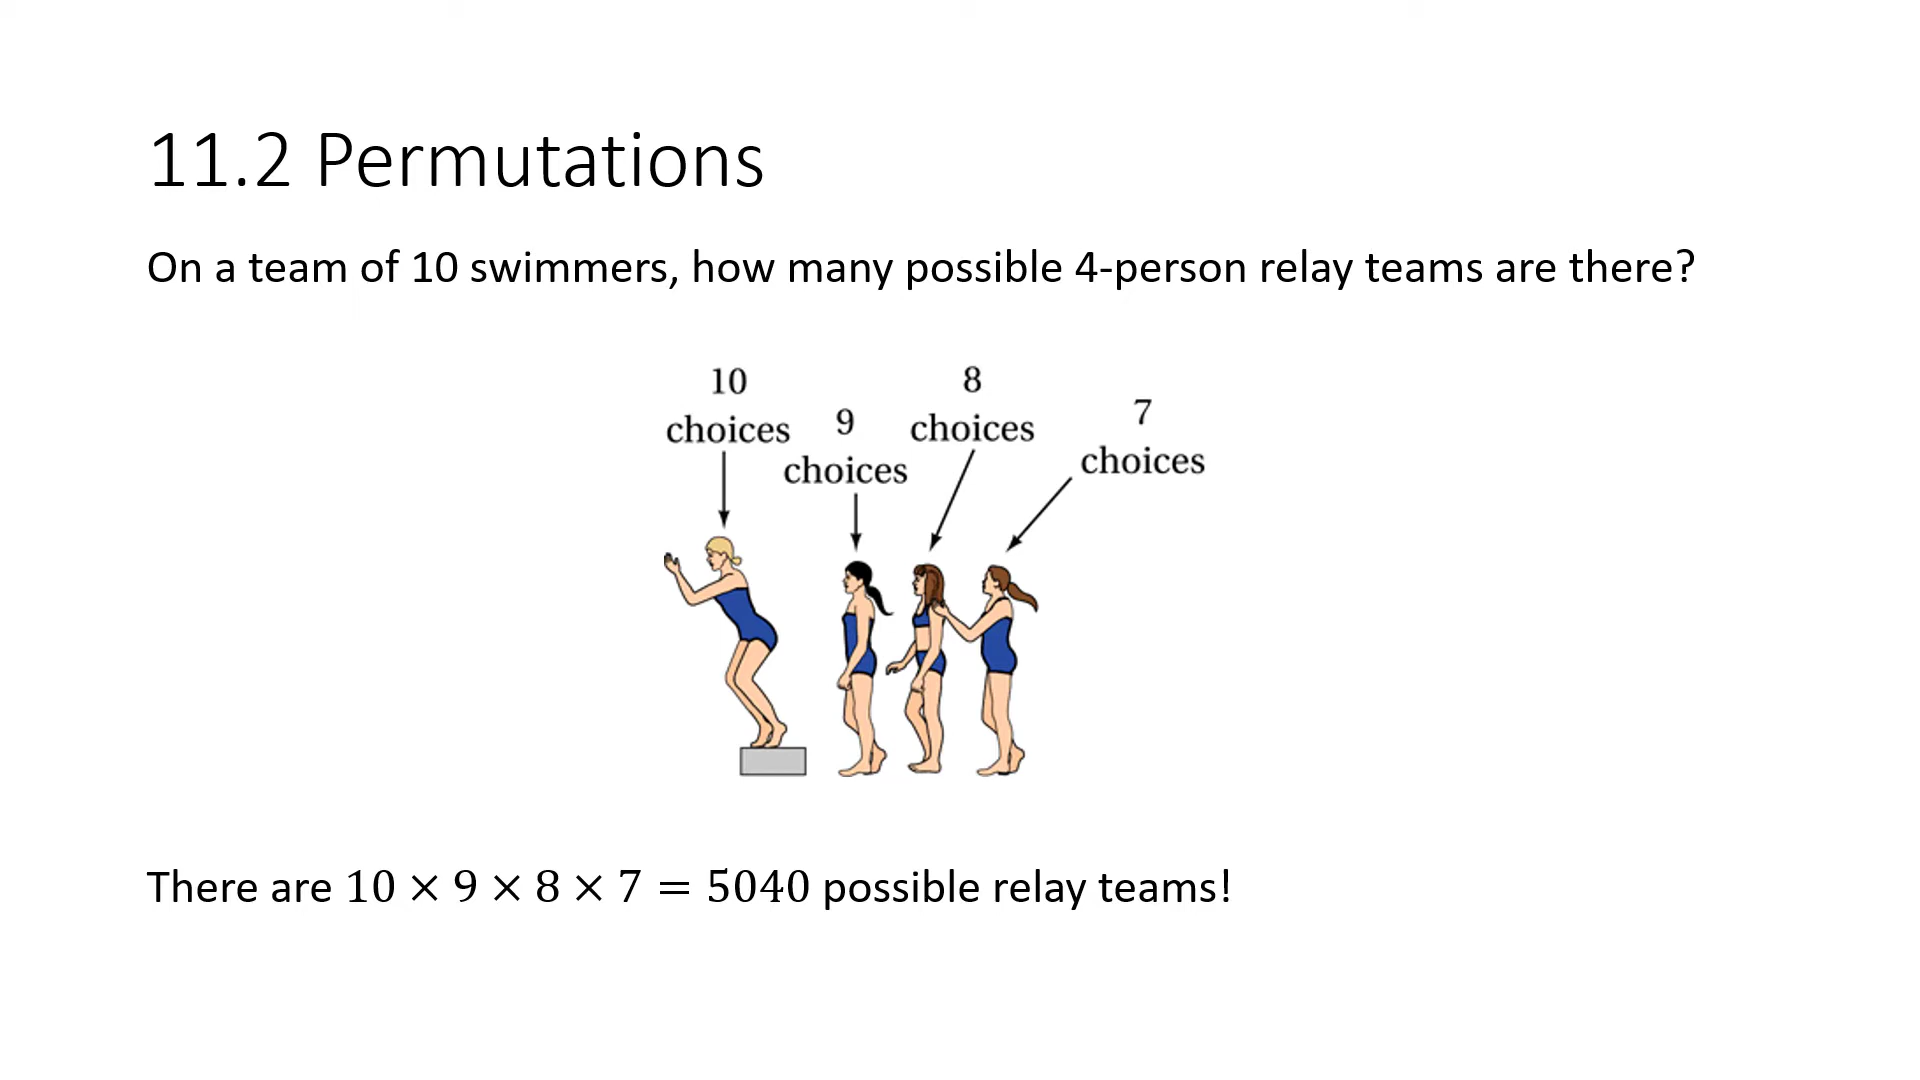 11.2 Permutations
On a team of 10 swimmers, how many possible 4-person relay teams are there?
10
choices
9
choices
8
choices
7
choices
There are 10 × 9 × 8 × 7 = 5040 possible relay teams!